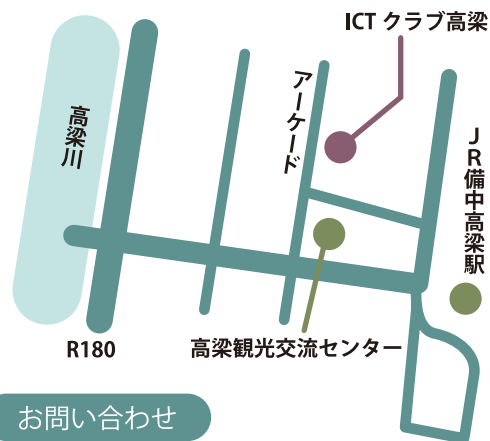 ICT クラブ高梁
アーケード
高梁川
JR備中高梁駅
R180
高梁観光交流センター
お問い合わせ